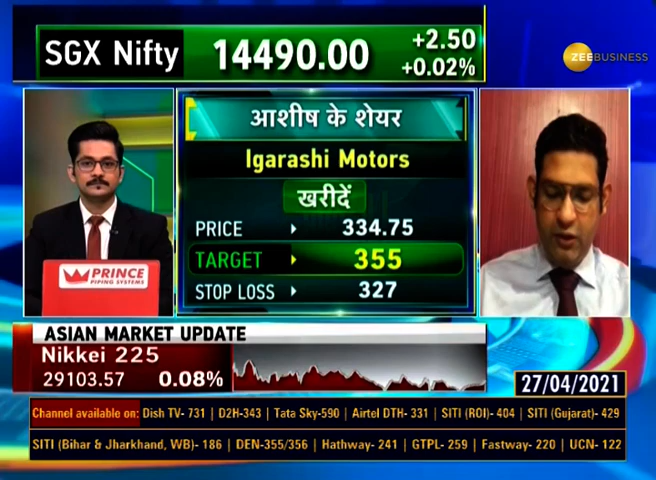 SGX Nifty 14490.00 +2.50
+0.02%
ZEE BUSINESS
आशीष के शेयर
Igarashi Motors
खरीदें
PRICE 334.75
TARGET 355
STOP LOSS 327
PRINCE
PIPING SYSTEMS
ASIAN MARKET UPDATE
Nikkei 225
29103.57 0.08%
27/04/2021
Channel available on: Dish TV- 731 | D2H-343 | Tata Sky-590 | Airtel DTH- 331 | SITI (ROI)- 404 | SITI (Gujarat)- 429
SITI (Bihar & Jharkhand, WB)- 186 | DEN-355/356 | Hathway- 241 | GTPL- 259 | Fastway- 220 | UCN- 122